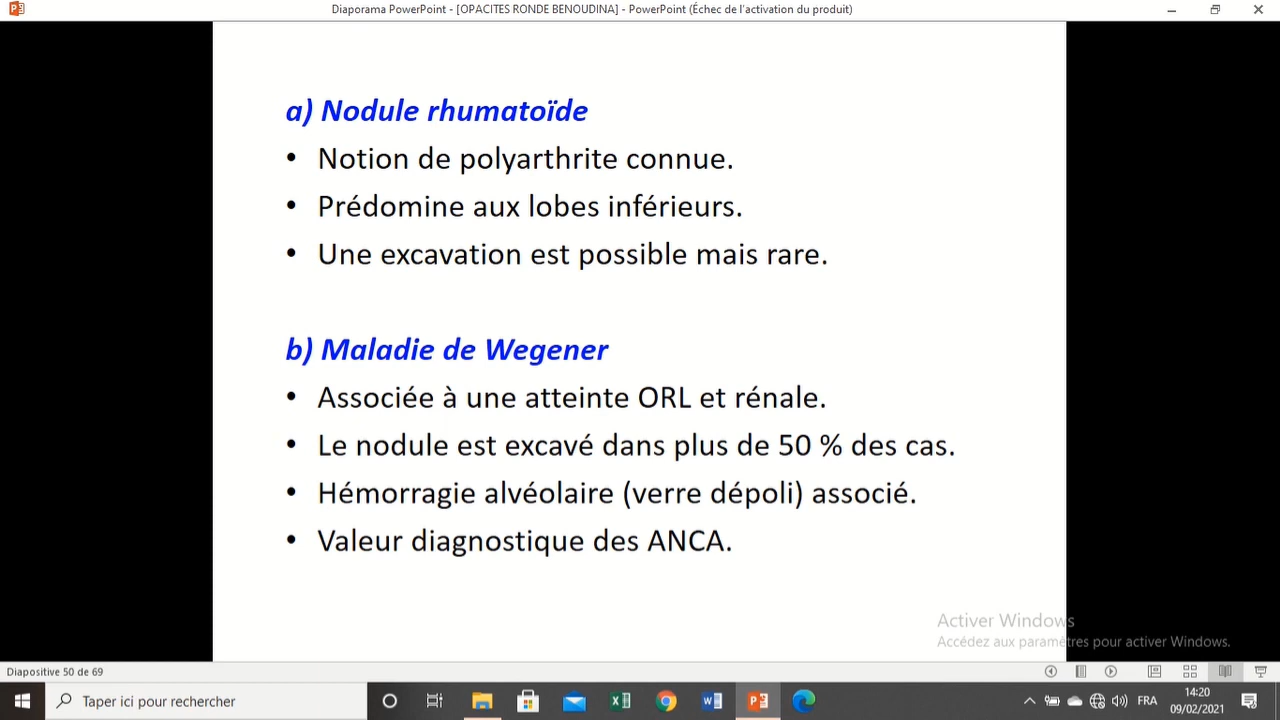 Diaporama PowerPoint - [OPACITES RONDE BENOUDINA] - PowerPoint (Échec de l'activation du produit)
a) Nodule rhumatoïde
• Notion de polyarthrite connue.
• Prédomine aux lobes inférieurs.
• Une excavation est possible mais rare.
b) Maladie de Wegener
• Associée à une atteinte ORL et rénale.
• Le nodule est excavé dans plus de 50 % des cas.
• Hémorragie alvéolaire (verre dépoli) associé.
• Valeur diagnostique des ANCA.
Activer Windows
Accédez aux paramètres pour activer Windows.
Diapositive 50 de 69
Taper ici pour rechercher
FRA
14:20
09/02/2021